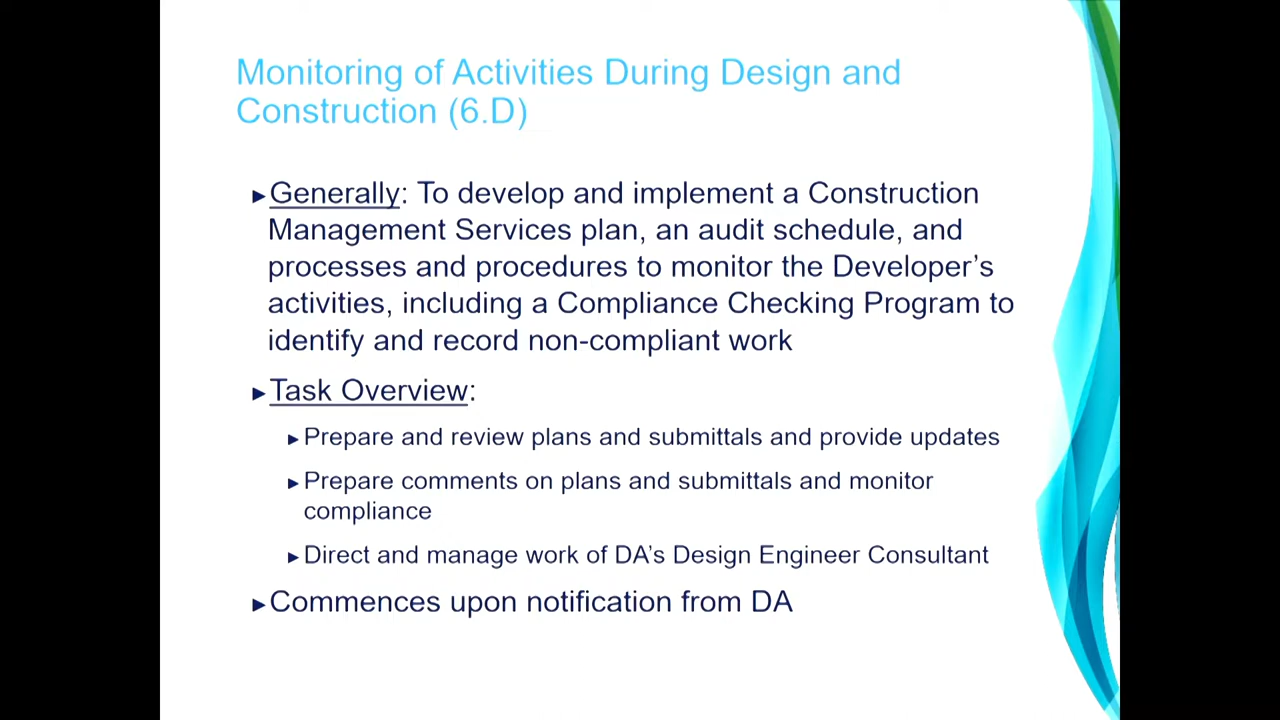 Monitoring of Activities During Design and
Construction (6.D)
►Generally: To develop and implement a Construction
Management Services plan, an audit schedule, and
processes and procedures to monitor the Developer’s
activities, including a Compliance Checking Program to
identify and record non-compliant work
►Task Overview:
►Prepare and review plans and submittals and provide updates
►Prepare comments on plans and submittals and monitor
compliance
►Direct and manage work of DA’s Design Engineer Consultant
►Commences upon notification from DA